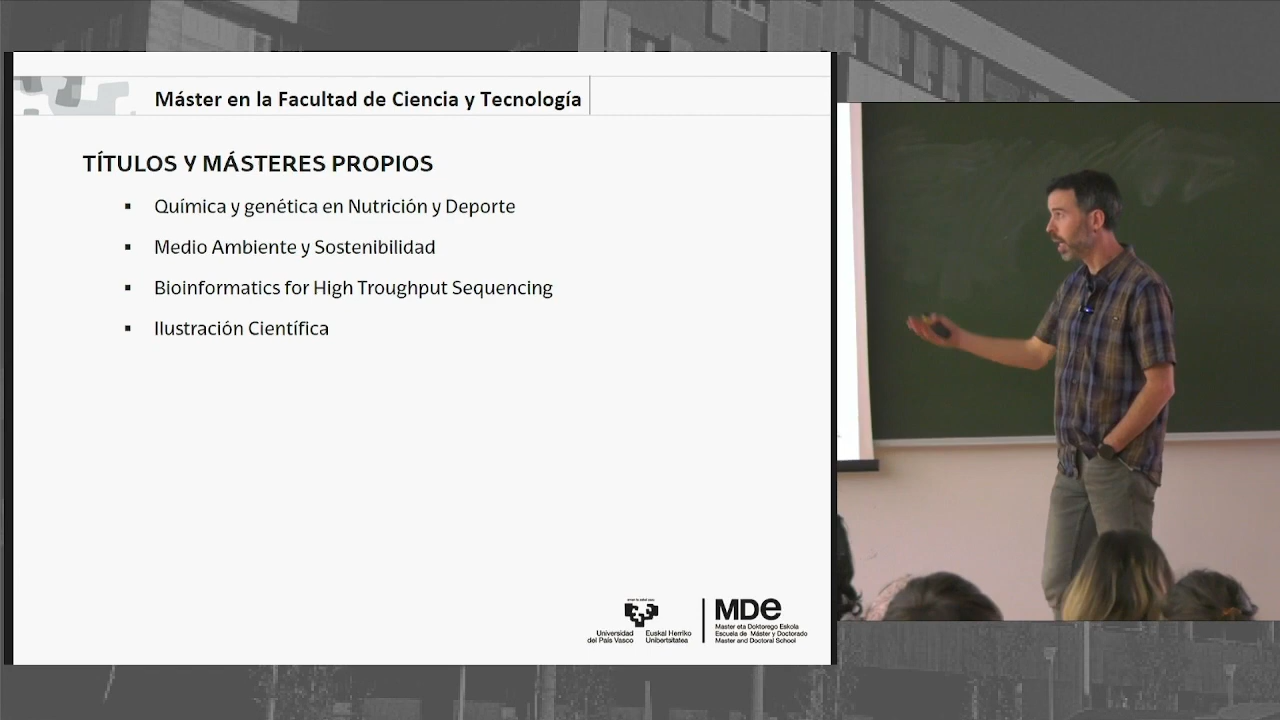 Máster en la Facultad de Ciencia y Tecnología
TÍTULOS Y MÁSTERES PROPIOS
▪ Química y genética en Nutrición y Deporte
▪ Medio Ambiente y Sostenibilidad
▪ Bioinformatics for High Troughput Sequencing
▪ Ilustración Científica
Universidad del País Vasco
Euskal Herriko Unibertsitatea
MDe
Master eta Doktorego Eskola
Escuela de Máster y Doctorado
Master and Doctoral School